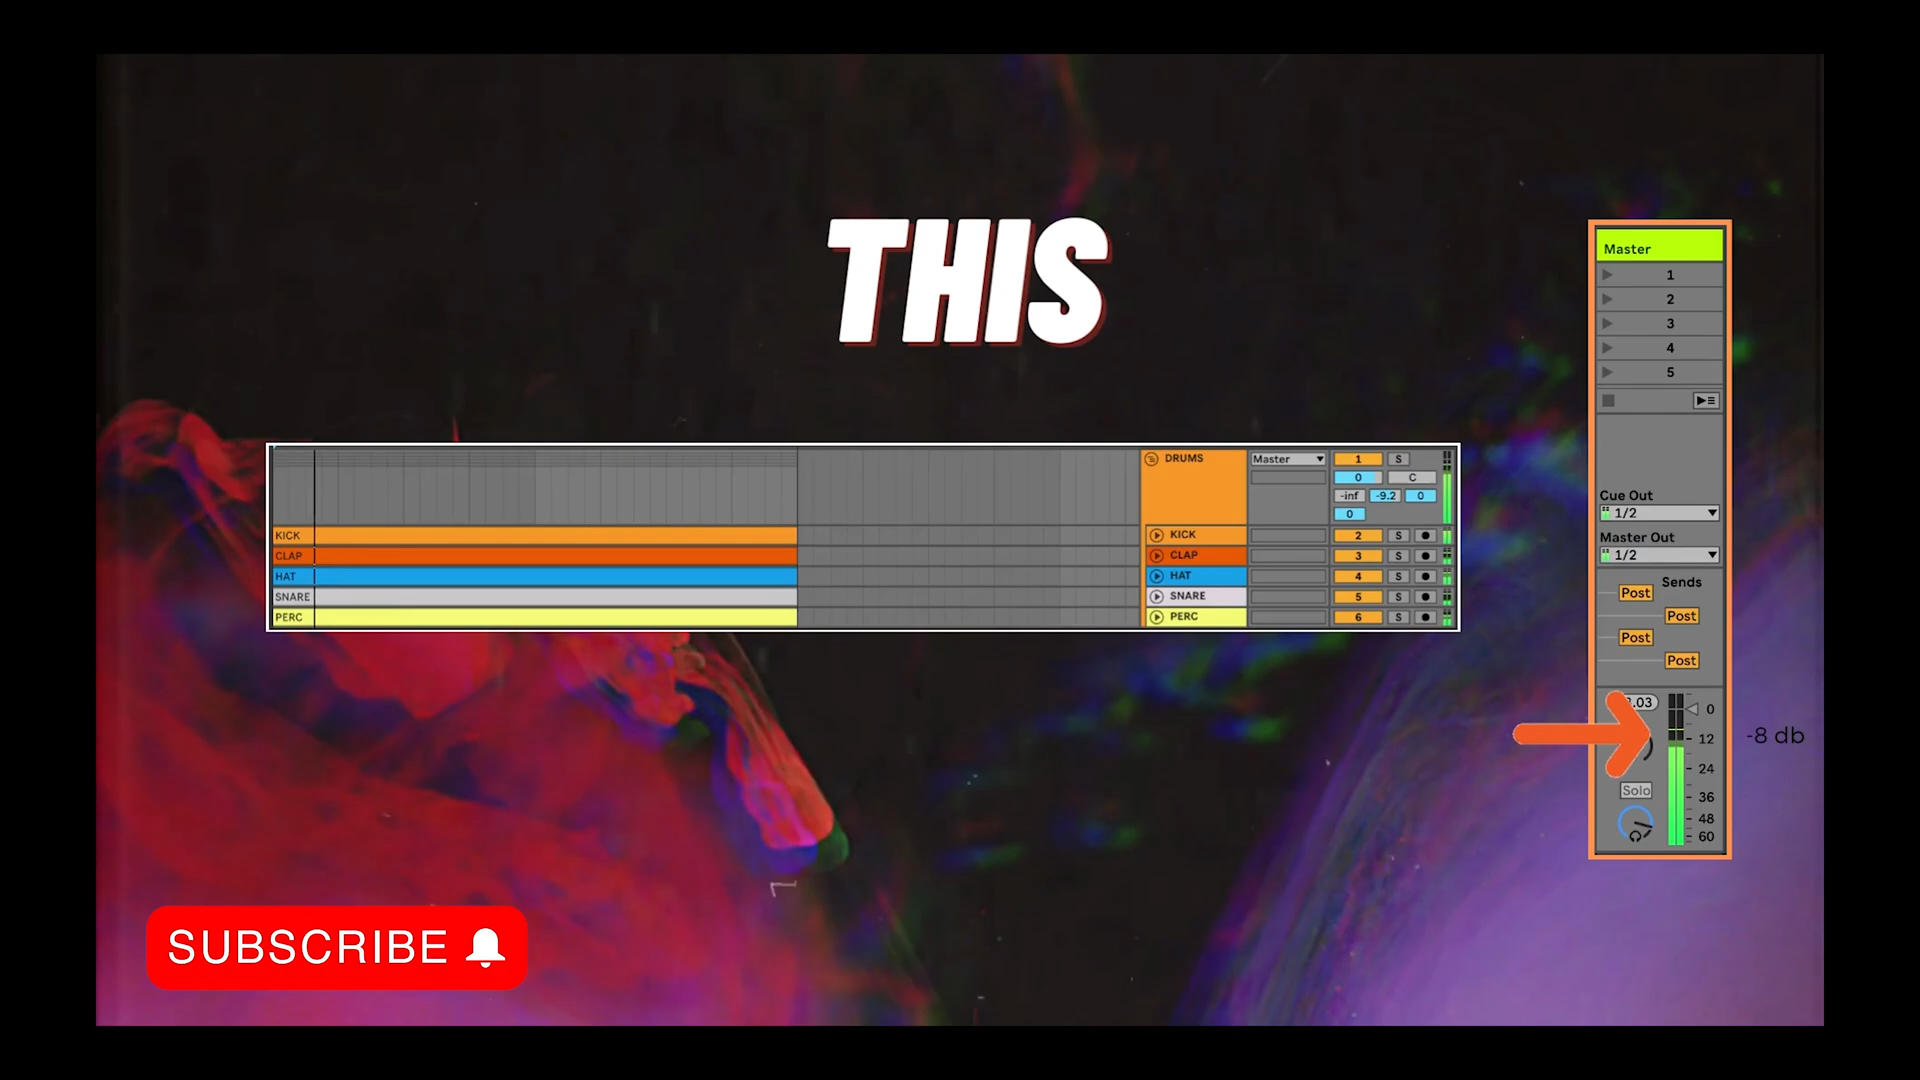 THIS
Master
1
2
3
4
5
Cue Out
1/2
Master Out
1/2
Sends
Post
Post
Post
Post
.03
0
12
24
36
48
60
Solo
-8 db
DRUMS
Master
1 S
0 C
-inf -9.2 0
0
KICK
KICK
2 S
CLAP
CLAP
3 S
HAT
HAT
4 S
SNARE
SNARE
5 S
PERC
PERC
6 S
SUBSCRIBE